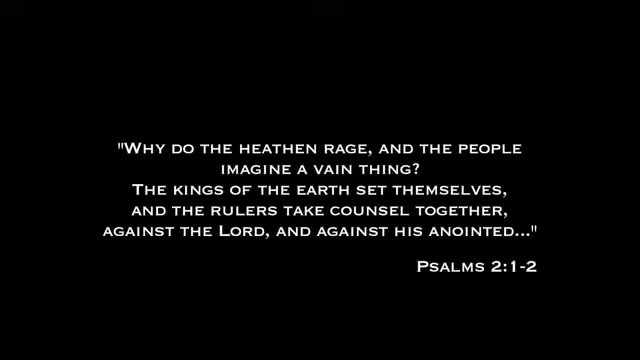 "Why do the heathen rage, and the people
imagine a vain thing?
The kings of the earth set themselves,
and the rulers take counsel together,
against the Lord, and against his anointed..."
Psalms 2:1-2